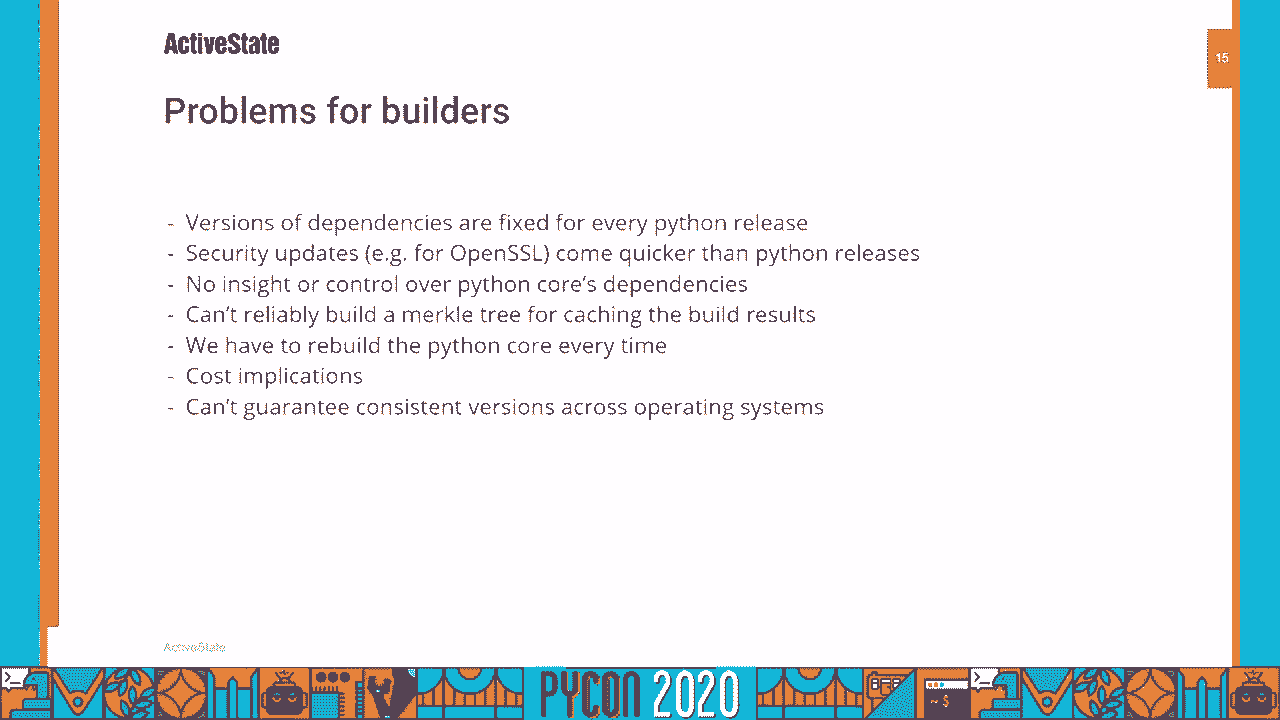 ActiveState
15
Problems for builders
- Versions of dependencies are fixed for every python release
- Security updates (e.g. for OpenSSL) come quicker than python releases
- No insight or control over python core’s dependencies
- Can’t reliably build a merkle tree for caching the build results
- We have to rebuild the python core every time
- Cost implications
- Can’t guarantee consistent versions across operating systems
ActiveState
PYCON 2020
~ $